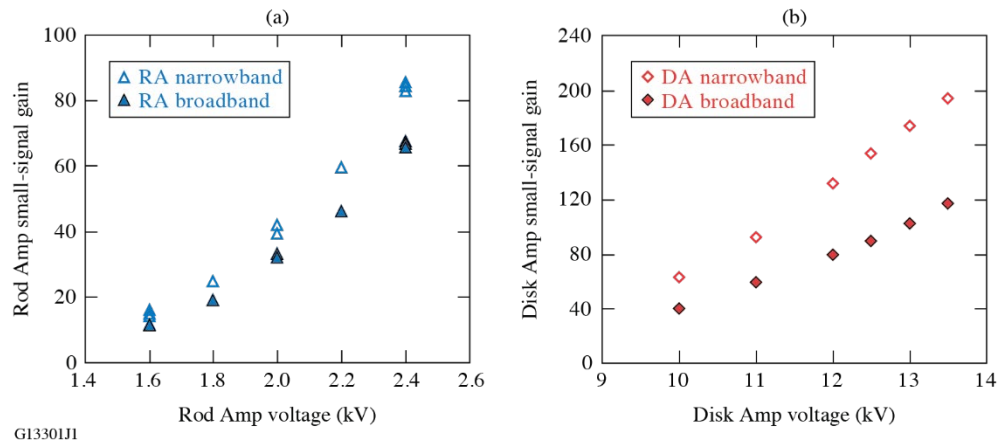 (a)
Rod Amp small-signal gain
100
80
60
40
20
0
RA narrowband
RA broadband
1.4 1.6 1.8 2.0 2.2 2.4 2.6
Rod Amp voltage (kV)
(b)
Disk Amp small-signal gain
240
200
160
120
80
40
0
DA narrowband
DA broadband
9 10 11 12 13 14
Disk Amp voltage (kV)
G13301J1